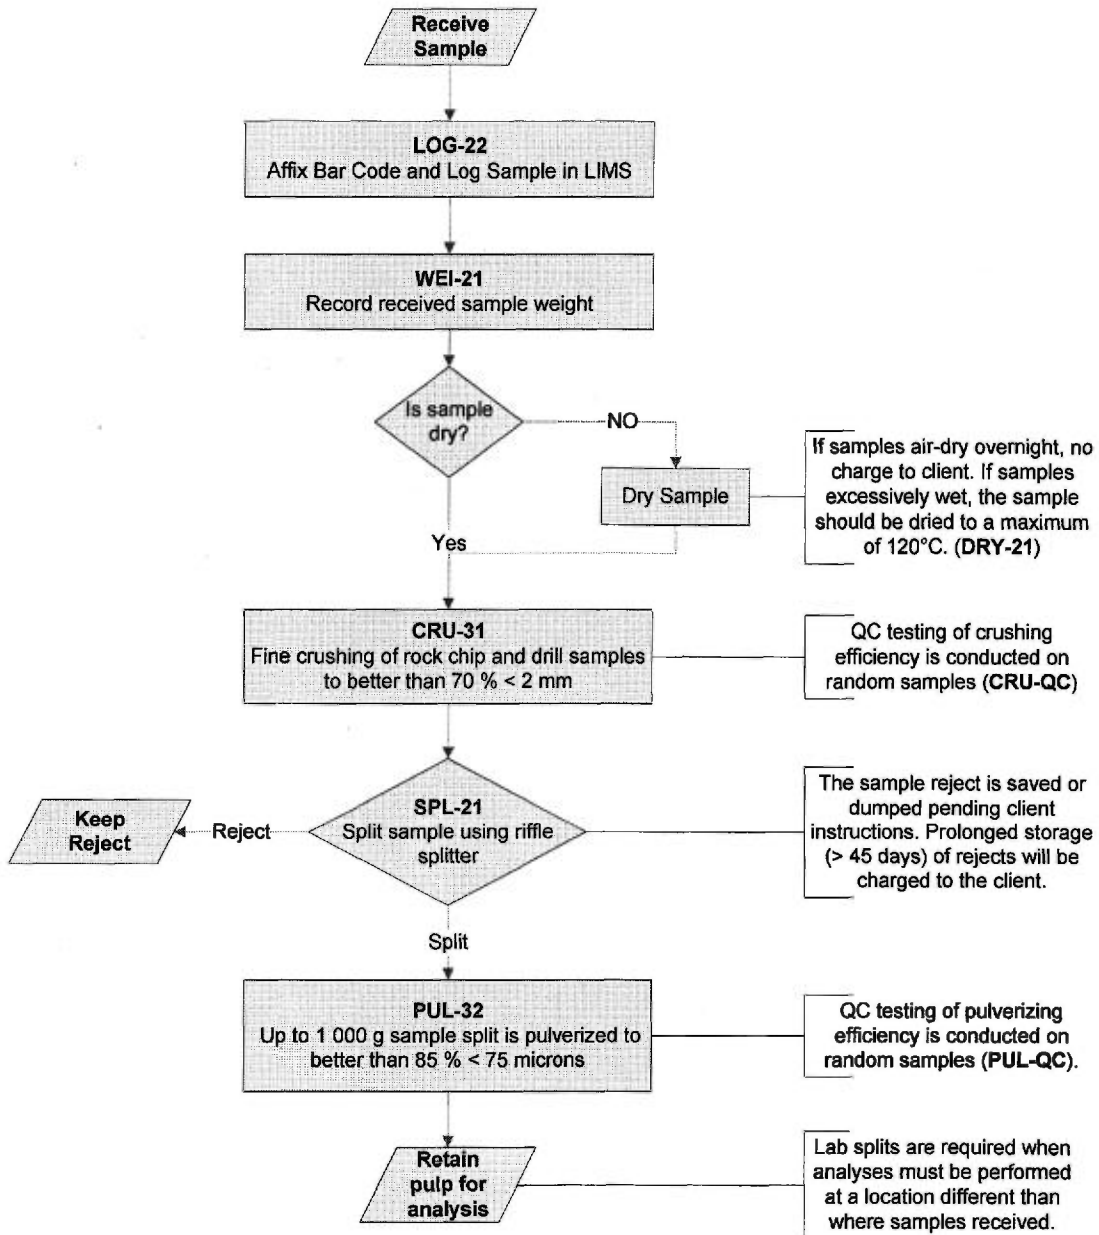 Receive
Sample
LOG-22
Affix Bar Code and Log Sample in LIMS
WEI-21
Record received sample weight
Is sample
dry?
NO
Dry Sample
If samples air-dry overnight, no
charge to client. If samples
excessively wet, the sample
should be dried to a maximum
of 120°C. (DRY-21)
Yes
CRU-31
Fine crushing of rock chip and drill samples
to better than 70 % < 2 mm
QC testing of crushing
efficiency is conducted on
random samples (CRU-QC)
Keep
Reject
Reject
SPL-21
Split sample using riffle
splitter
The sample reject is saved or
dumped pending client
instructions. Prolonged storage
(> 45 days) of rejects will be
charged to the client.
Split
PUL-32
Up to 1 000 g sample split is pulverized to
better than 85 % < 75 microns
QC testing of pulverizing
efficiency is conducted on
random samples (PUL-QC).
Retain
pulp for
analysis
Lab splits are required when
analyses must be performed
at a location different than
where samples received.